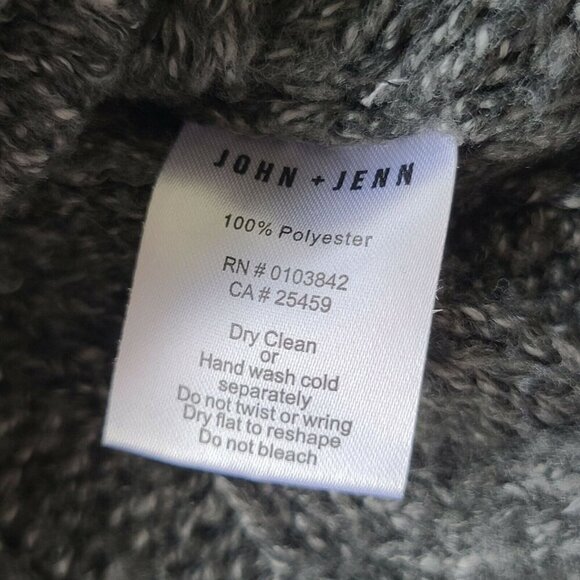 JOHN + JENN
100% Polyester
RN # 0103842
CA # 25459
Dry Clean
or
Hand wash cold
separately
Do not twist or wring
Dry flat to reshape
Do not bleach